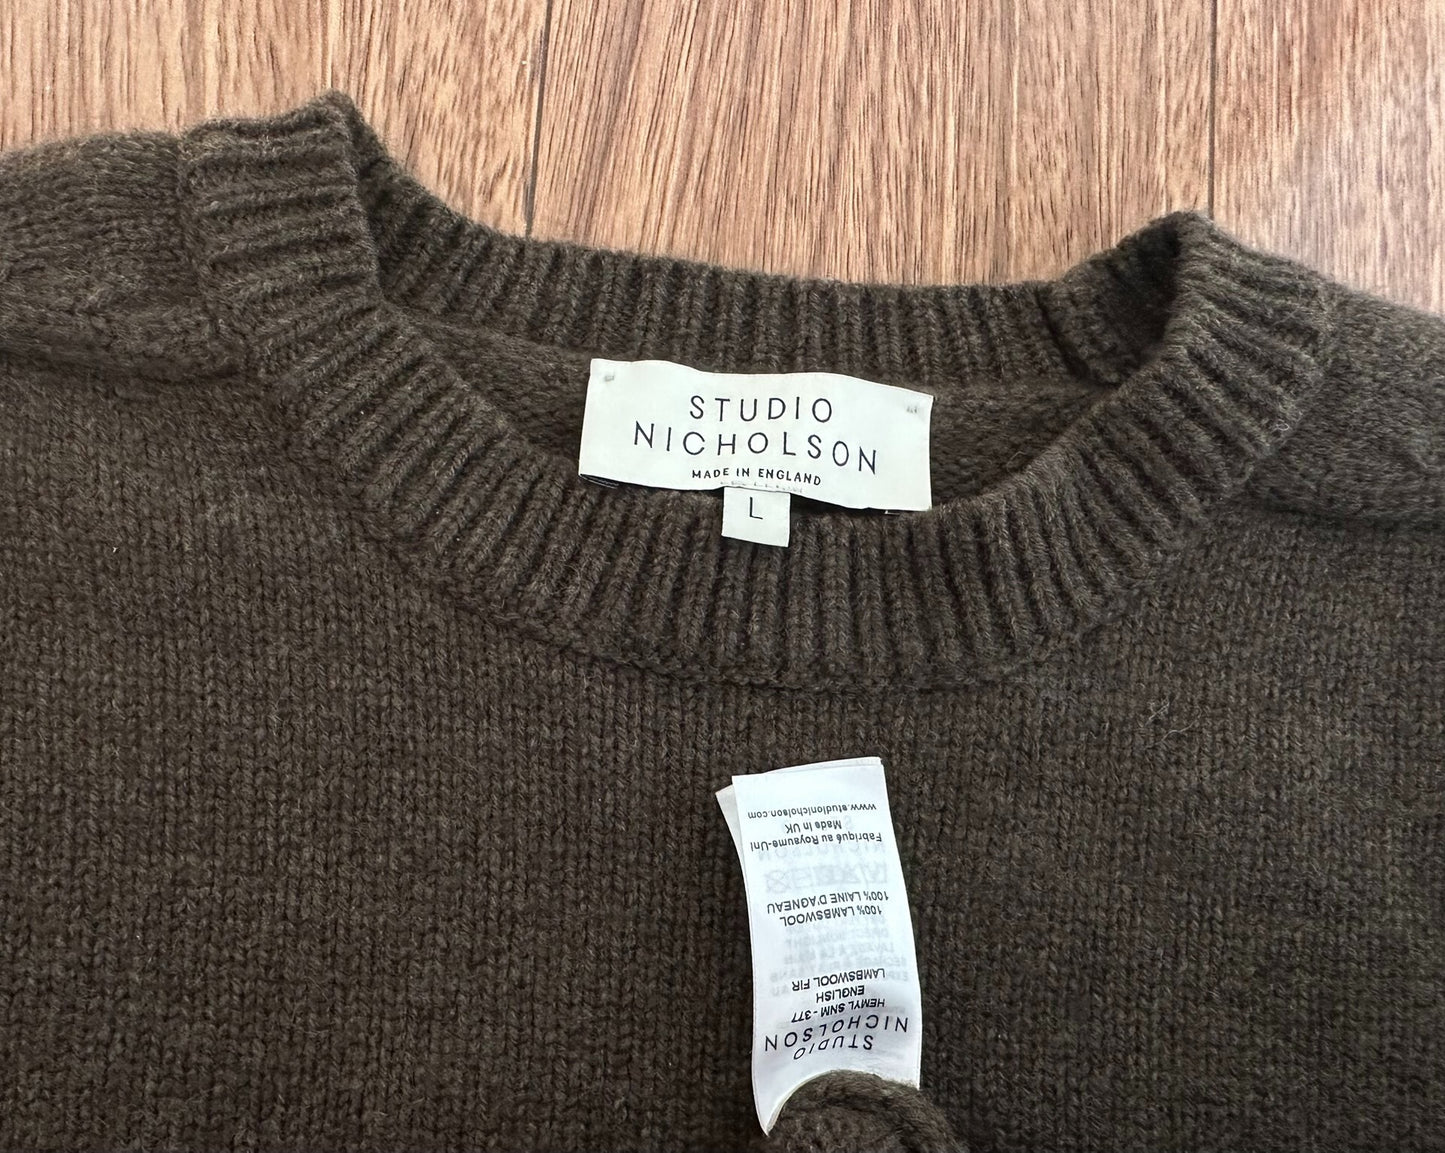 STUDIO
NICHOLSON
MADE IN ENGLAND
L
STUDIO
NICHOLSON
HEMYL SNM - 377
ENGLISH
LAMBSWOOL FIR
100% LAMBSWOOL
100% LAINE D'AGNEAU
Fabriqué au Royaume-Uni
Made in UK
www.studionicholson.com